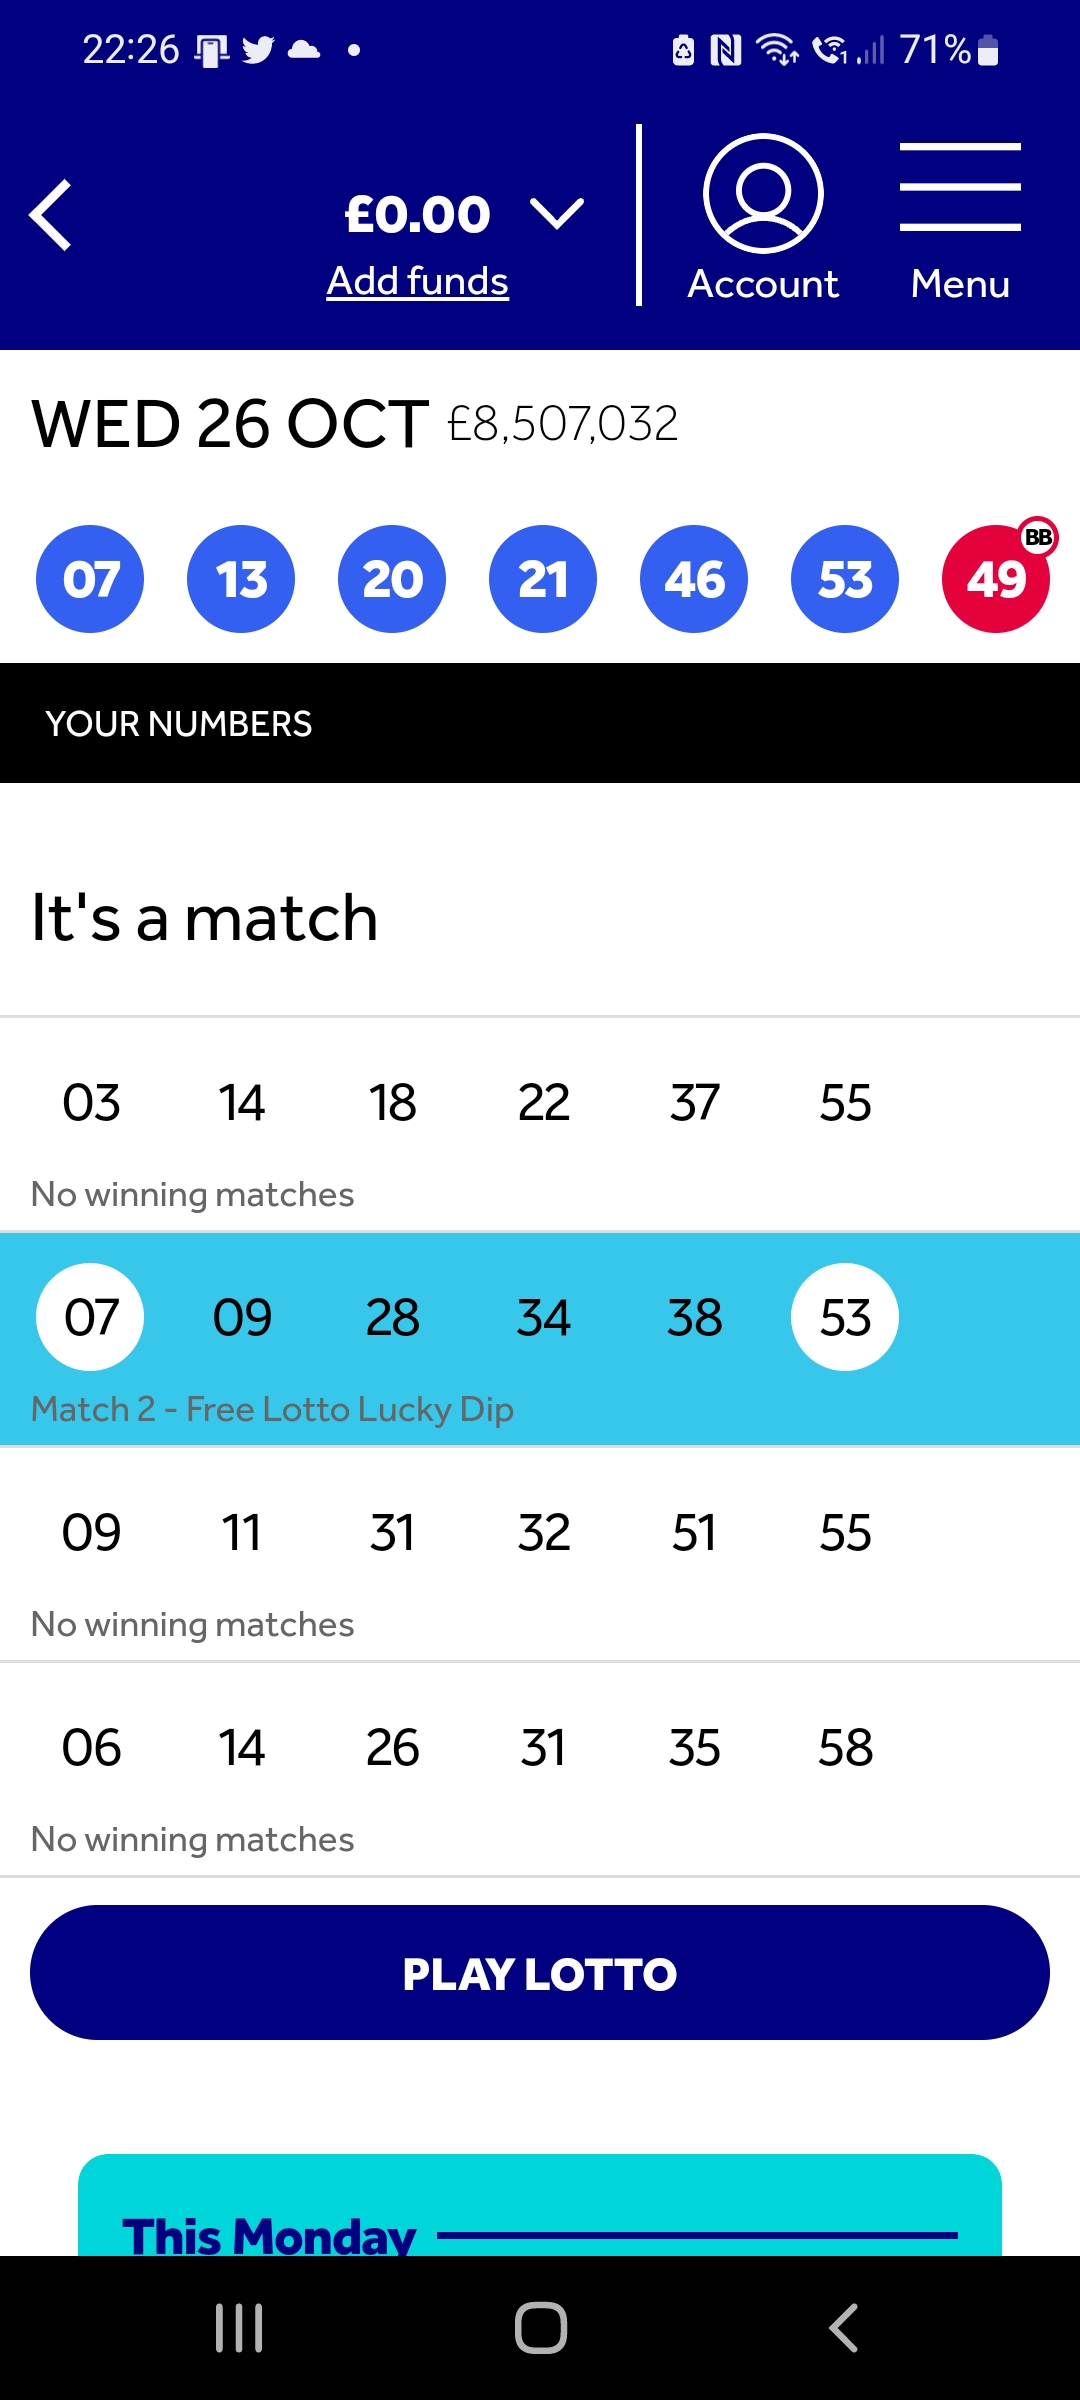 22:26 71%
£0.00
Add funds
Account
Menu
WED 26 OCT £8,507,032
07 13 20 21 46 53 49 BB
YOUR NUMBERS
It's a match
03 14 18 22 37 55
No winning matches
07 09 28 34 38 53
Match 2 - Free Lotto Lucky Dip
09 11 31 32 51 55
No winning matches
06 14 26 31 35 58
No winning matches
PLAY LOTTO
This Monday